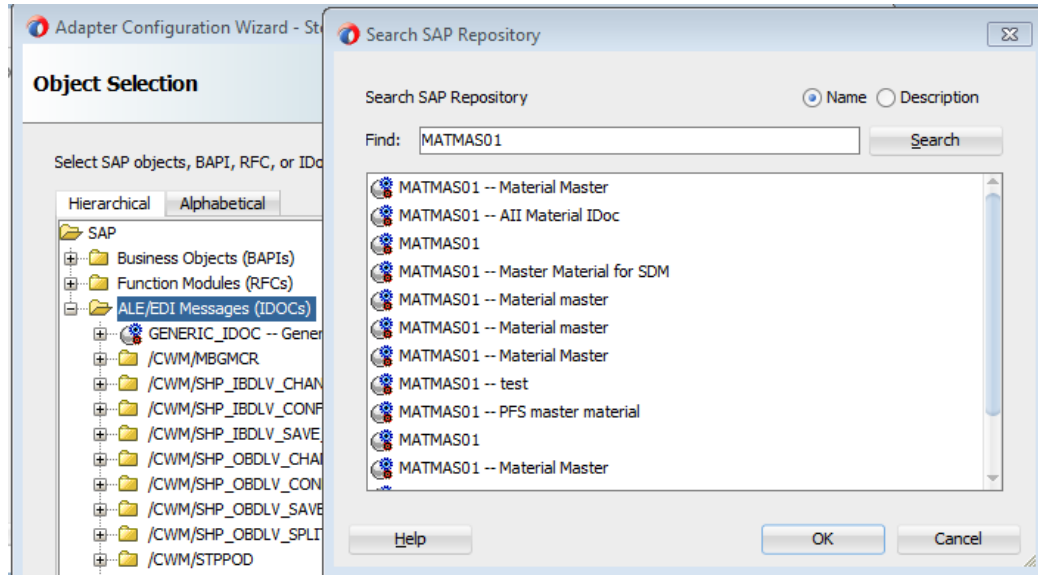 Adapter Configuration Wizard - Ste
Object Selection
Select SAP objects, BAPI, RFC, or IDo
Hierarchical Alphabetical
SAP
Business Objects (BAPIs)
Function Modules (RFCs)
ALE/EDI Messages (IDOCs)
GENERIC_IDOC -- Gener
/CWM/MBGMCR
/CWM/SHP_IBDLV_CHAN
/CWM/SHP_IBDLV_CONF
/CWM/SHP_IBDLV_SAVE_
/CWM/SHP_OBDLV_CHAI
/CWM/SHP_OBDLV_CON
/CWM/SHP_OBDLV_SAVE
/CWM/SHP_OBDLV_SPLI
/CWM/STPPOD
Search SAP Repository
Search SAP Repository Name Description
Find: MATMAS01 Search
MATMAS01 -- Material Master
MATMAS01 -- AII Material IDoc
MATMAS01
MATMAS01 -- Master Material for SDM
MATMAS01 -- Material master
MATMAS01 -- Material master
MATMAS01 -- Material Master
MATMAS01 -- test
MATMAS01 -- PFS master material
MATMAS01
MATMAS01 -- Material Master
Help OK Cancel